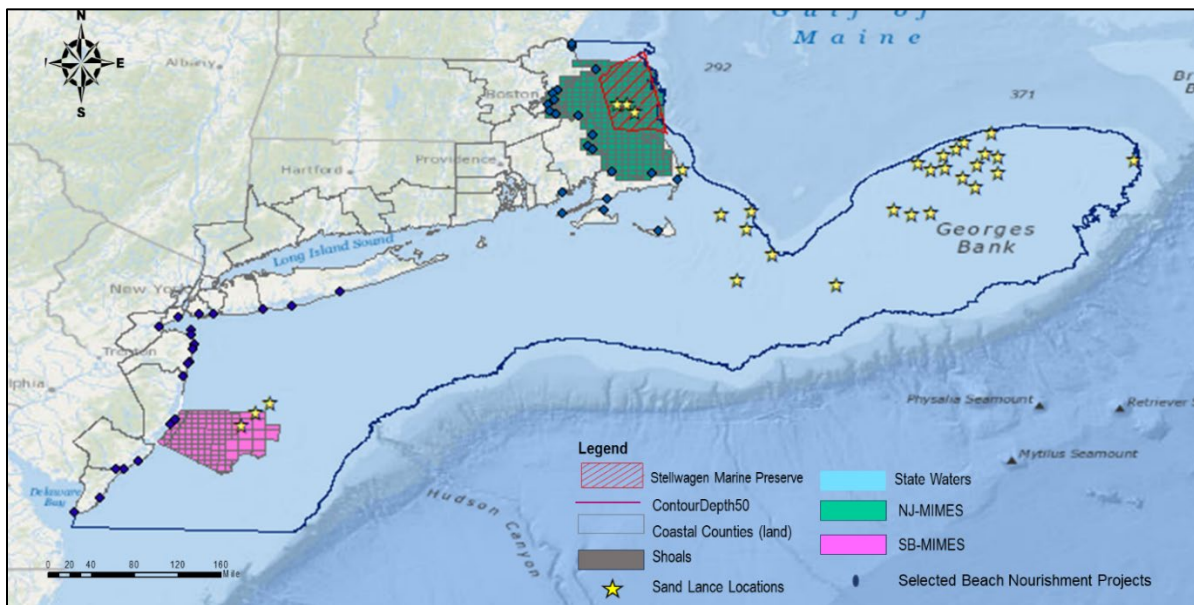 Gulf of
Maine
N
E
S
Albany
292
371
Boston
Hartford
Providence
Georges
Bank
Long Island Sound
New York
Trenton
Physalia Seamount
Retriever S
Mytilus Seamount
Delaware
Bay
Hudson Canyon
Legend
Stellwagen Marine Preserve
ContourDepth50
Coastal Counties (land)
Shoals
Sand Lance Locations
State Waters
NJ-MIMES
SB-MIMES
Selected Beach Nourishment Projects
0 20 40 80 120 160